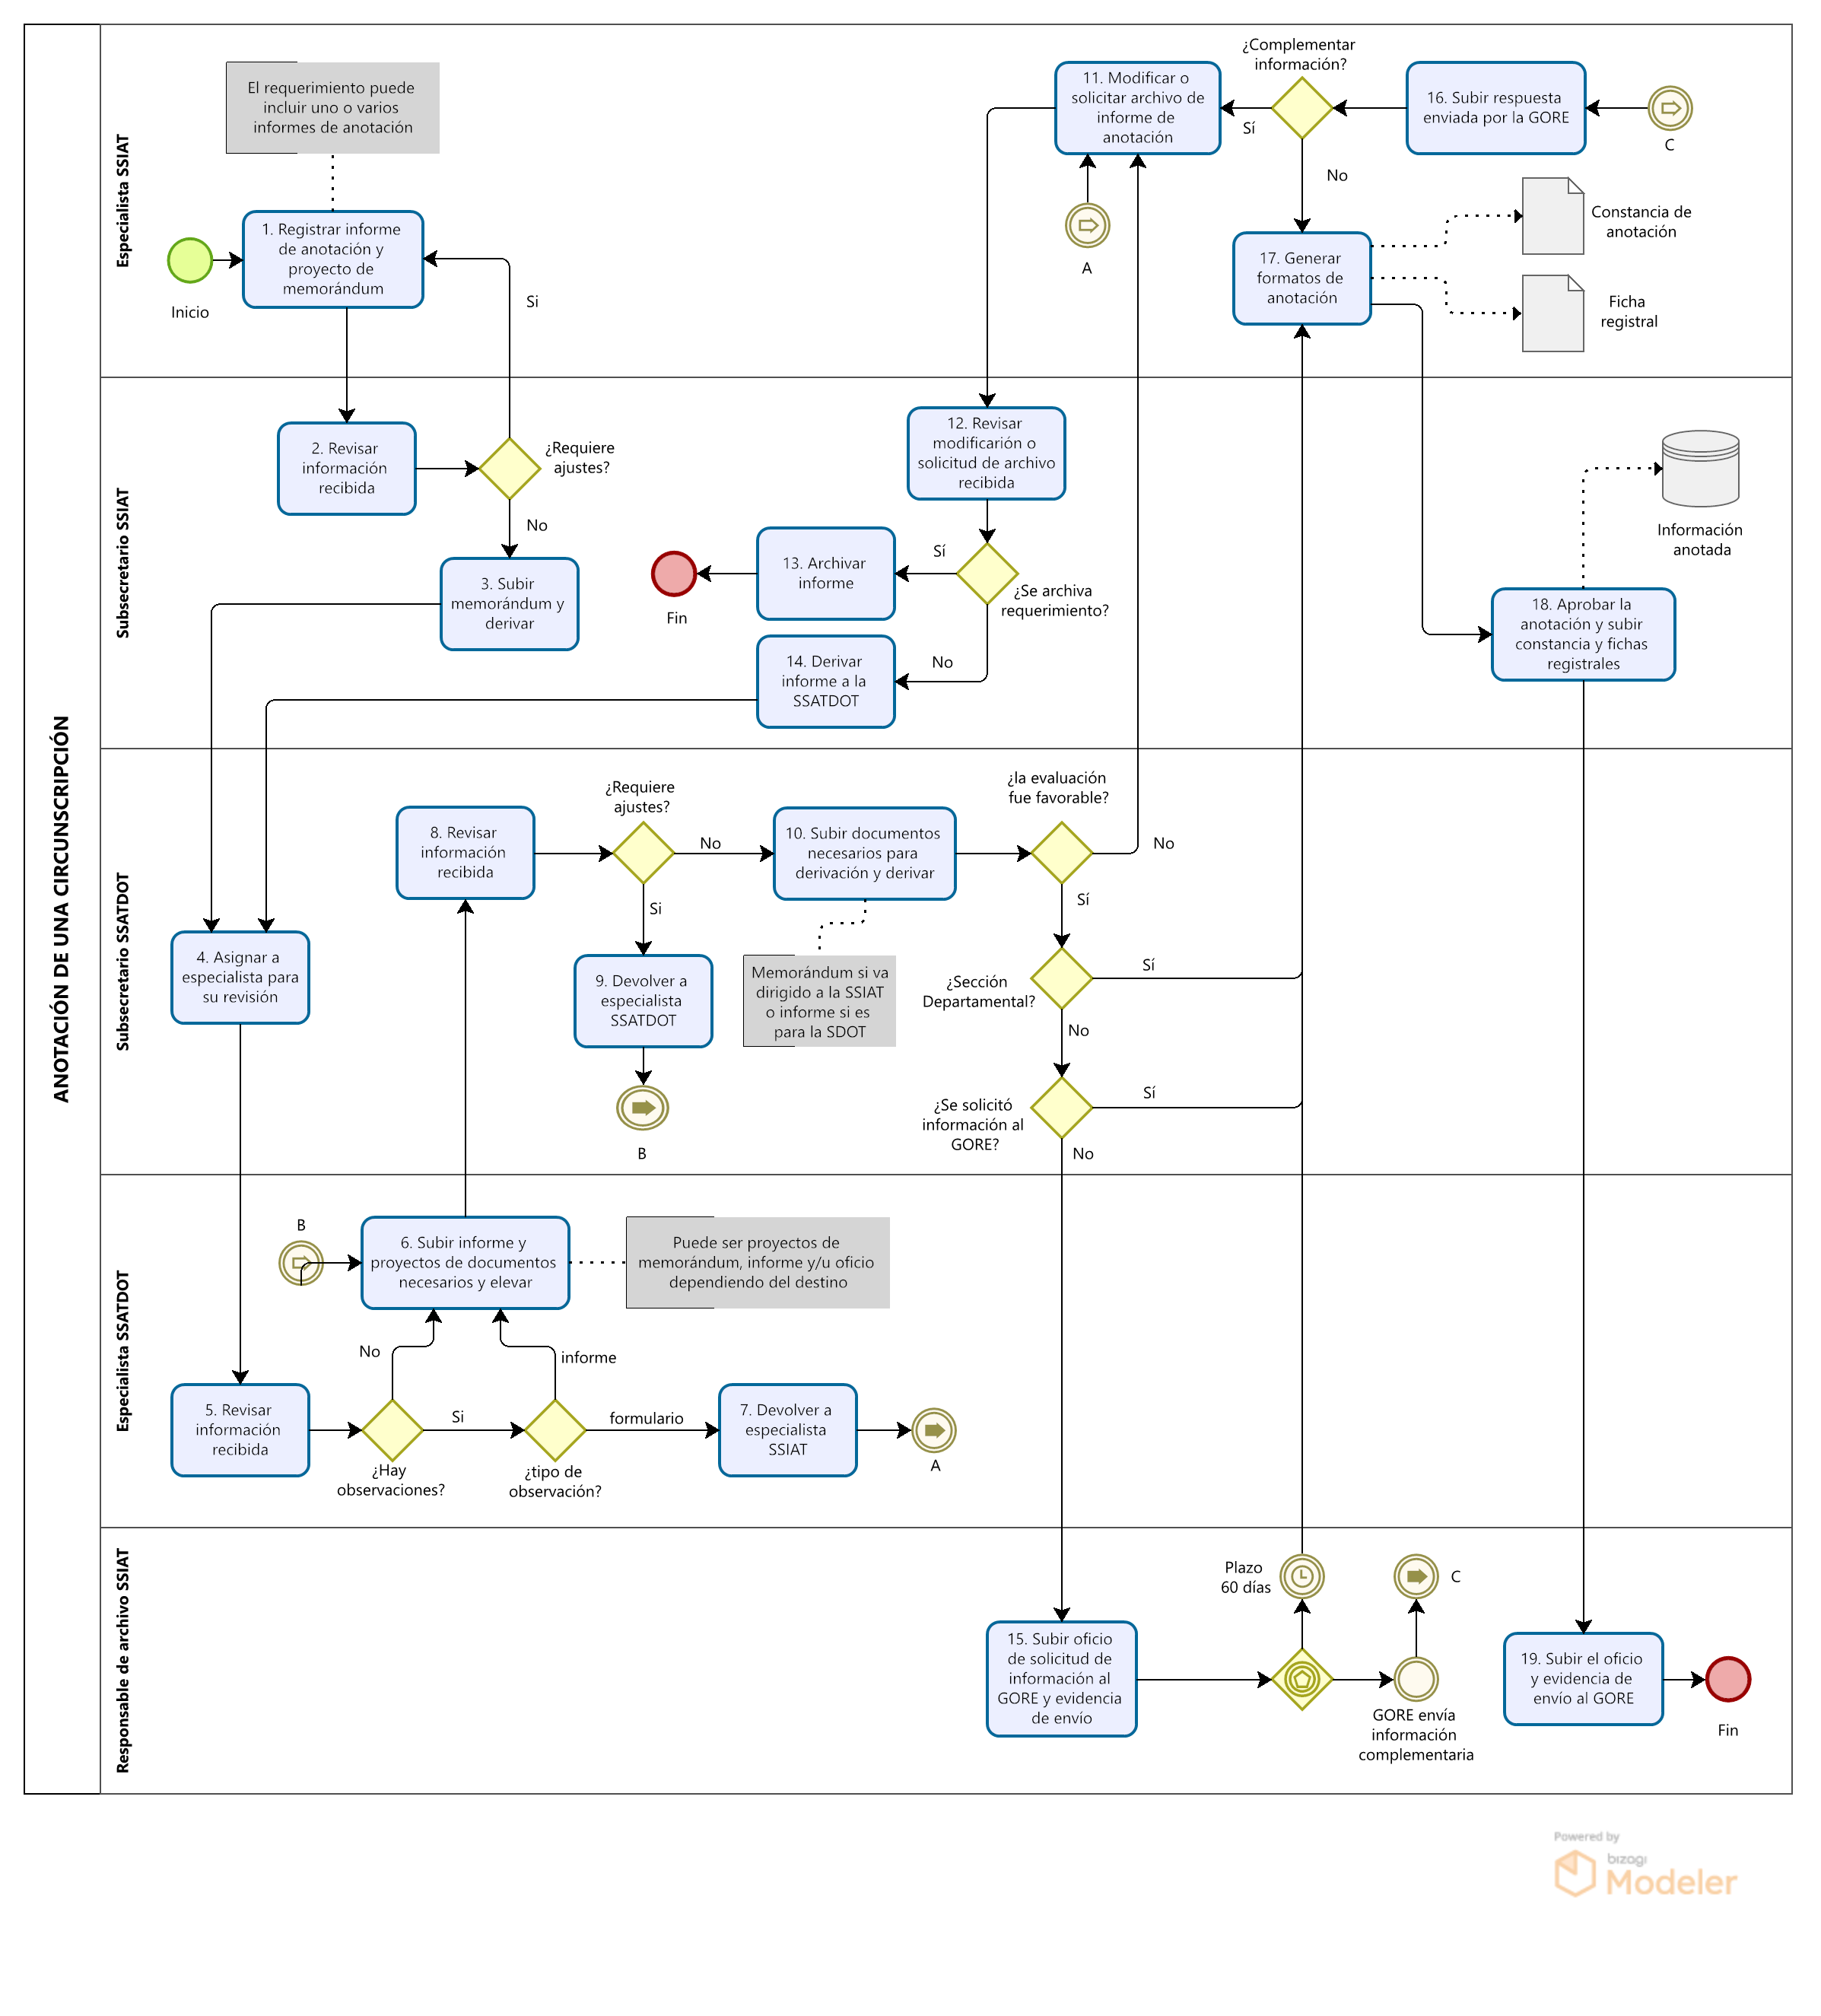 ANOTACIÓN DE UNA CIRCUNSCRIPCIÓN
Especialista SSIAT
El requerimiento puede
incluir uno o varios
informes de anotación
Inicio
1. Registrar informe
de anotación y
proyecto de
memorándum
Si
11. Modificar o
solicitar archivo de
informe de
anotación
A
¿Complementar
información?
Sí
No
16. Subir respuesta
enviada por la GORE
C
17. Generar
formatos de
anotación
Constancia de
anotación
Ficha
registral
Subsecretario SSIAT
2. Revisar
información
recibida
¿Requiere
ajustes?
No
3. Subir
memorándum y
derivar
12. Revisar
modificarión o
solicitud de archivo
recibida
¿Se archiva
requerimiento?
Sí
13. Archivar
informe
Fin
No
14. Derivar
informe a la
SSATDOT
Información
anotada
18. Aprobar la
anotación y subir
constancia y fichas
registrales
Subsecretario SSATDOT
4. Asignar a
especialista para
su revisión
8. Revisar
información
recibida
¿Requiere
ajustes?
No
Si
9. Devolver a
especialista
SSATDOT
B
10. Subir documentos
necesarios para
derivación y derivar
Memorándum si va
dirigido a la SSIAT
o informe si es
para la SDOT
¿la evaluación
fue favorable?
No
Sí
¿Sección
Departamental?
Sí
No
¿Se solicitó
información al
GORE?
Sí
No
Especialista SSATDOT
B
6. Subir informe y
proyectos de documentos
necesarios y elevar
Puede ser proyectos de
memorándum, informe y/u oficio
dependiendo del destino
No
informe
5. Revisar
información
recibida
¿Hay
observaciones?
Si
¿tipo de
observación?
formulario
7. Devolver a
especialista
SSIAT
A
Responsable de archivo SSIAT
15. Subir oficio
de solicitud de
información al
GORE y evidencia
de envío
Plazo
60 días
C
GORE envía
información
complementaria
19. Subir el oficio
y evidencia de
envío al GORE
Fin
Powered by
bizagi
Modeler